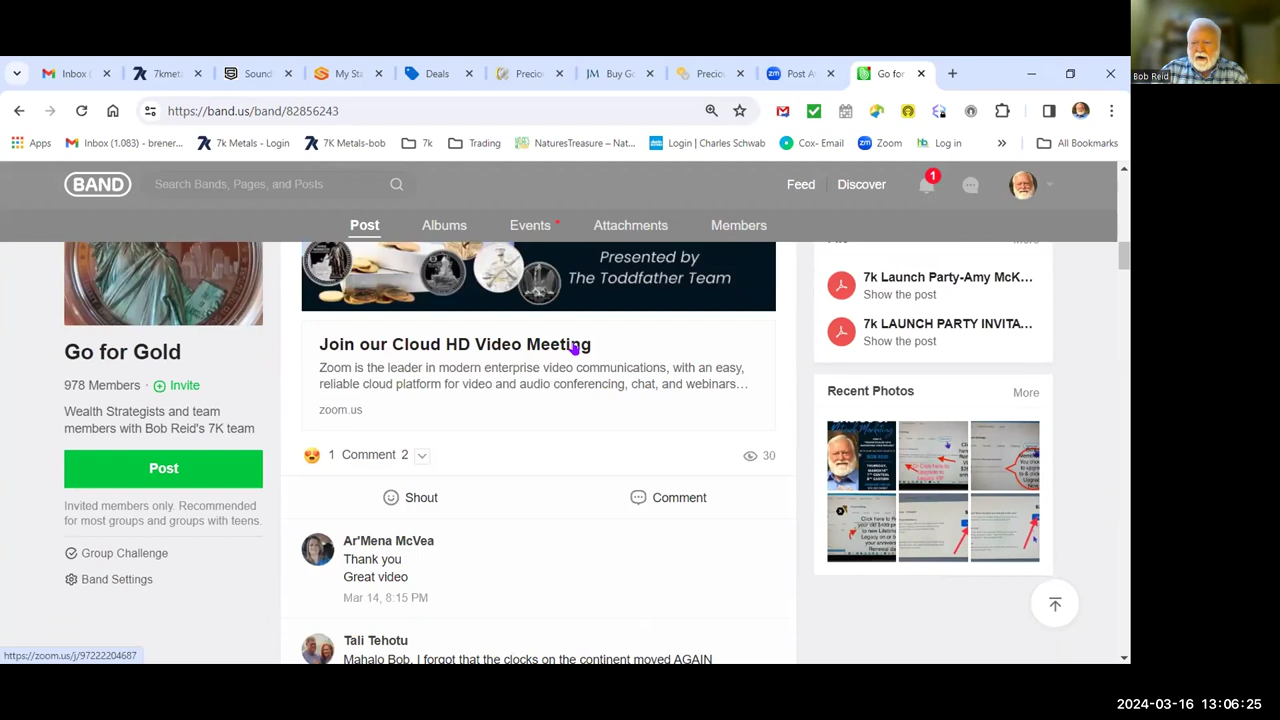 Bob Reid
Inbox (
7kmet
Sound
My St
Deals
Precio
Buy Go
Precio
Post A
Go for
https://band.us/band/82856243
Apps
Inbox (1.083) - brener...
7k Metals - Login
7K Metals-bob
7k
Trading
NaturesTreasure – Nat...
Login | Charles Schwab
Cox- Email
Zoom
Log in
»
All Bookmarks
BAND
Search Bands, Pages, and Posts
Feed
Discover
1
Post
Albums
Events
Attachments
Members
Presented by
The Toddfather Team
Go for Gold
978 Members · Invite
Wealth Strategists and team
members with Bob Reid's 7K team
Post
Invited members only. Recommended
for most groups and groups with teens.
Group Challenge
Band Settings
Join our Cloud HD Video Meeting
Zoom is the leader in modern enterprise video communications, with an easy,
reliable cloud platform for video and audio conferencing, chat, and webinars…
zoom.us
1 Comment 2
30
Shout
Comment
Ar'Mena McVea
Thank you
Great video
Mar 14, 8:15 PM
Tali Tehotu
Mahalo Bob, I forgot that the clocks on the continent moved AGAIN
7k Launch Party-Amy McK…
Show the post
7k LAUNCH PARTY INVITA…
Show the post
Recent Photos
More
https://zoom.us/j/97222204687
2024-03-16 13:06:25